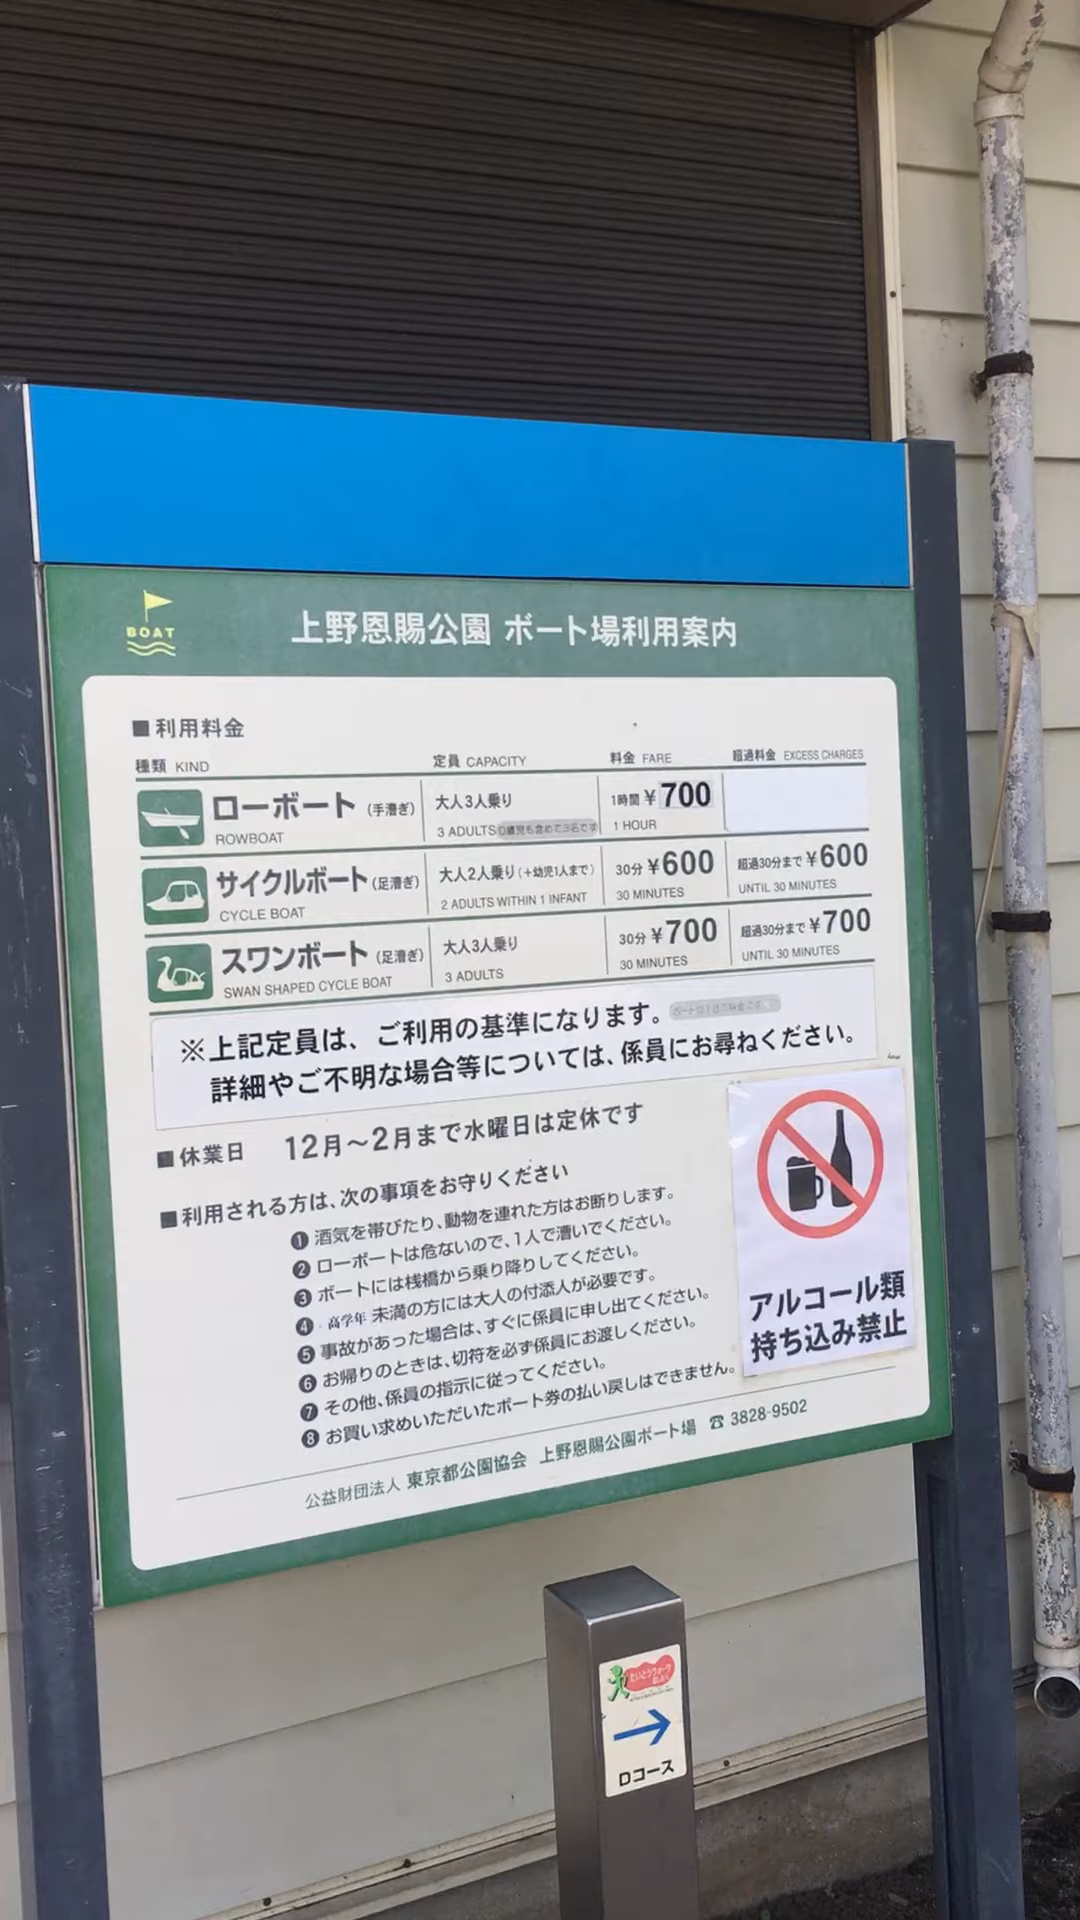 BOAT
上野恩賜公園 ボート場利用案内
■利用料金
種類 KIND 定員 CAPACITY 料金 FARE 超過料金 EXCESS CHARGES
ローボート(手漕ぎ) 大人3人乗り 1時間¥700
ROWBOAT 3 ADULTS 0歳児も含めて3名です 1 HOUR
サイクルボート(足漕ぎ) 大人2人乗り(+幼児1人まで) 30分¥600 超過30分まで¥600
CYCLE BOAT 2 ADULTS WITHIN 1 INFANT 30 MINUTES UNTIL 30 MINUTES
スワンボート(足漕ぎ) 大人3人乗り 30分¥700 超過30分まで¥700
SWAN SHAPED CYCLE BOAT 3 ADULTS 30 MINUTES UNTIL 30 MINUTES
※上記定員は、ご利用の基準になります。
詳細やご不明な場合等については、係員にお尋ねください。
■休業日 12月～2月まで水曜日は定休です
■利用される方は、次の事項をお守りください
❶ 酒気を帯びたり、動物を連れた方はお断りします。
❷ ローボートは危ないので、1人で漕いでください。
❸ ボートには桟橋から乗り降りしてください。
❹ 高学年 未満の方には大人の付添人が必要です。
❺ 事故があった場合は、すぐに係員に申し出てください。
❻ お帰りのときは、切符を必ず係員にお渡しください。
❼ その他、係員の指示に従ってください。
❽ お買い求めいただいたボート券の払い戻しはできません。
アルコール類
持ち込み禁止
公益財団法人 東京都公園協会 上野恩賜公園ボート場 ☎ 3828-9502
Dコース